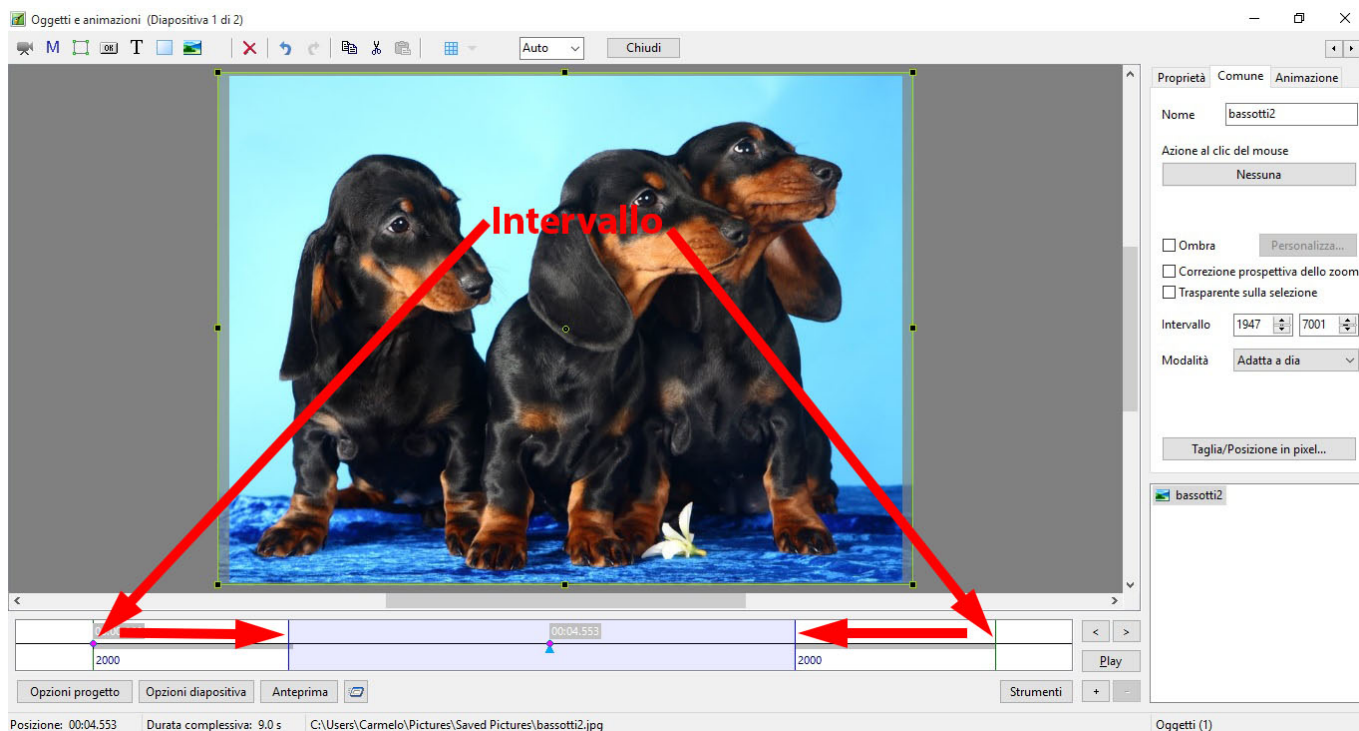 Oggetti e animazioni (Diapositiva 1 di 2)
M OK T Auto Chiudi
Proprietà Comune Animazione
Nome bassotti2
Azione al clic del mouse
Nessuna
Intervallo
Ombra Personalizza...
Correzione prospettiva dello zoom
Trasparente sulla selezione
Intervallo 1947 7001
Modalità Adatta a dia
Taglia/Posizione in pixel...
bassotti2
00:04.553
2000 2000
< >
Play
Opzioni progetto Opzioni diapositiva Anteprima Strumenti + -
Posizione: 00:04.553 Durata complessiva: 9.0 s C:\Users\Carmelo\Pictures\Saved Pictures\bassotti2.jpg Oggetti (1)